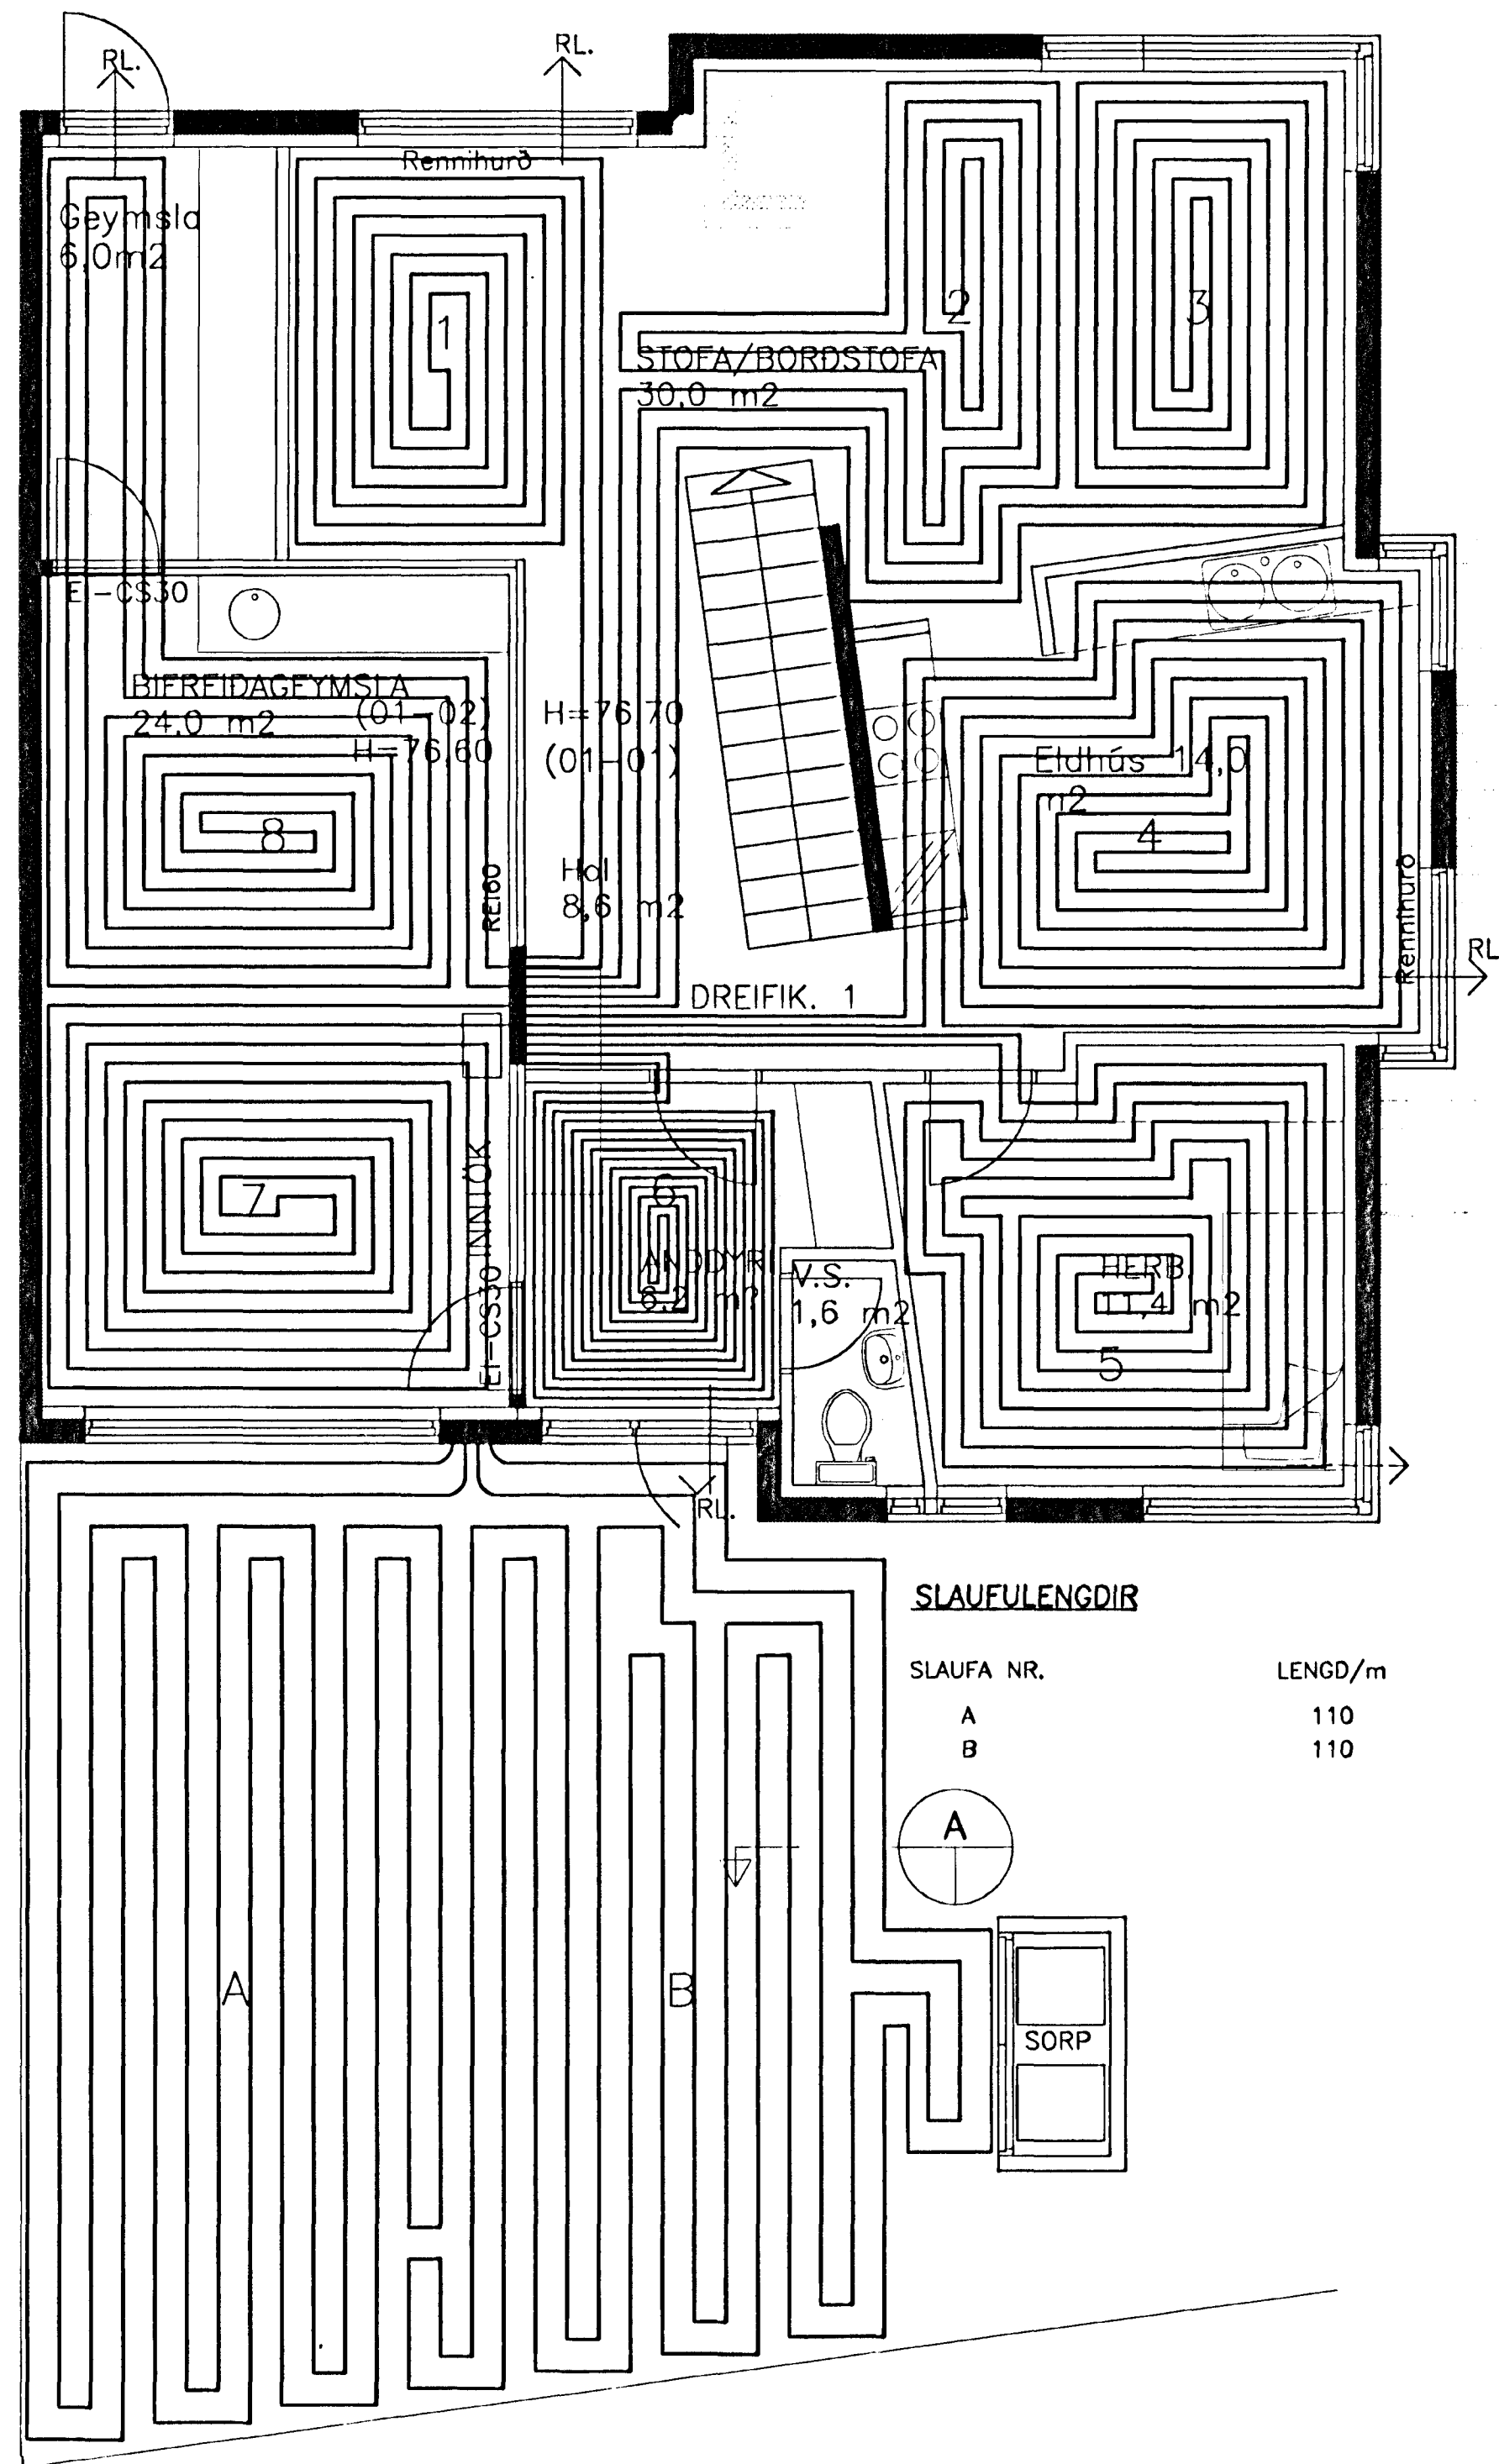 RL.
RL.
Rennihurð
Geymsla
6,0m2
1
2
3
STOFA/BORÐSTOFA
30,0 m2
EI-CS30
BIFREIDAGEYMSLA
24,0 m2
(01-02)
H=76,60
H=76,70
(01-01)
Eldhús 14,0
m2
4
8
REI60
Hol
8,6 m2
Rennihurð
RL
DREIFIK. 1
INNTÖK
EI-CS30
7
6
ANDDYRI
6,2 m2
V.S.
1,6 m2
HERB
11,4 m2
5
RL.
SLAUFULENGDIR
SLAUFA NR. LENGD/m
A 110
B 110
A
A
B
SORP